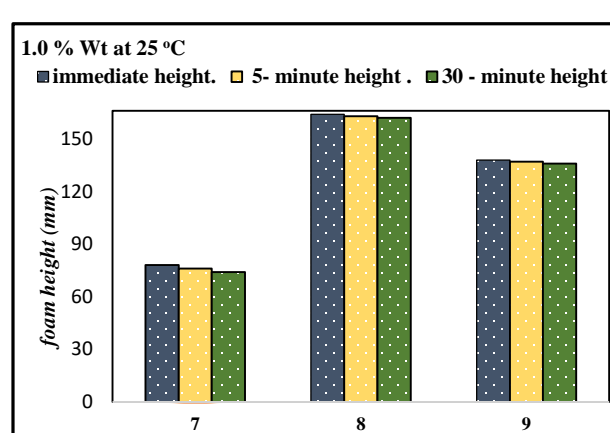 1.0 % Wt at 25 °C
immediate height. 5- minute height . 30 - minute height
foam height (mm)
150
120
90
60
30
0
7 8 9